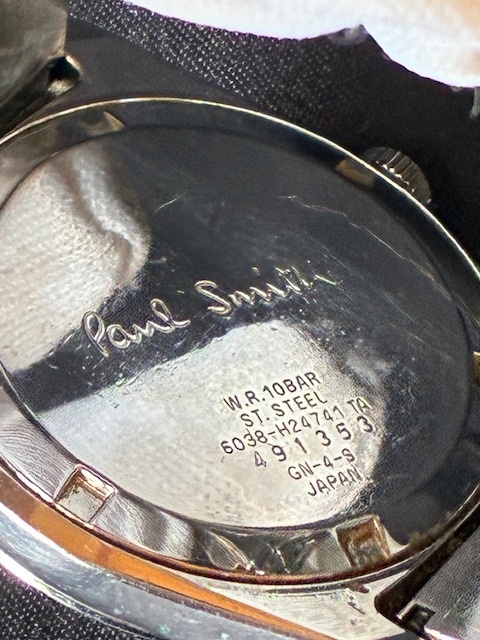 Paul Smith
W.R.10BAR
ST.STEEL
6038-H24741 TA
491353
GN-4-S
JAPAN